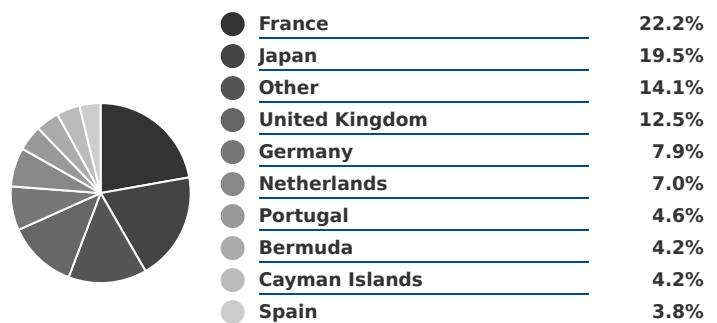 France 22.2%
Japan 19.5%
Other 14.1%
United Kingdom 12.5%
Germany 7.9%
Netherlands 7.0%
Portugal 4.6%
Bermuda 4.2%
Cayman Islands 4.2%
Spain 3.8%